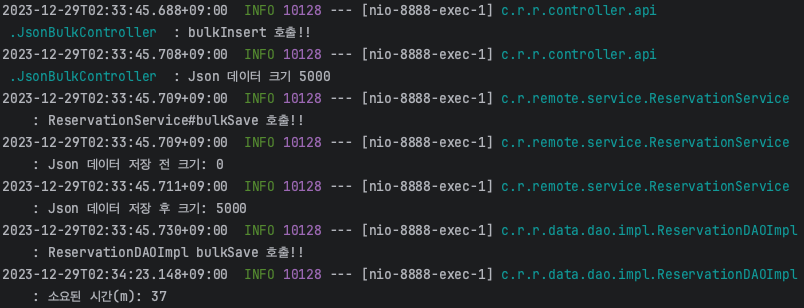 2023-12-29T02:33:45.688+09:00  INFO 10128 --- [nio-8888-exec-1] c.r.r.controller.api
.JsonBulkController  : bulkInsert 호출!!
2023-12-29T02:33:45.708+09:00  INFO 10128 --- [nio-8888-exec-1] c.r.r.controller.api
.JsonBulkController  : Json 데이터 크기 5000
2023-12-29T02:33:45.709+09:00  INFO 10128 --- [nio-8888-exec-1] c.r.remote.service.ReservationService
: ReservationService#bulkSave 호출!!
2023-12-29T02:33:45.709+09:00  INFO 10128 --- [nio-8888-exec-1] c.r.remote.service.ReservationService
: Json 데이터 저장 전 크기: 0
2023-12-29T02:33:45.711+09:00  INFO 10128 --- [nio-8888-exec-1] c.r.remote.service.ReservationService
: Json 데이터 저장 후 크기: 5000
2023-12-29T02:33:45.730+09:00  INFO 10128 --- [nio-8888-exec-1] c.r.r.data.dao.impl.ReservationDAOImpl
: ReservationDAOImpl bulkSave 호출!!
2023-12-29T02:34:23.148+09:00  INFO 10128 --- [nio-8888-exec-1] c.r.r.data.dao.impl.ReservationDAOImpl
: 소요된 시간(m): 37